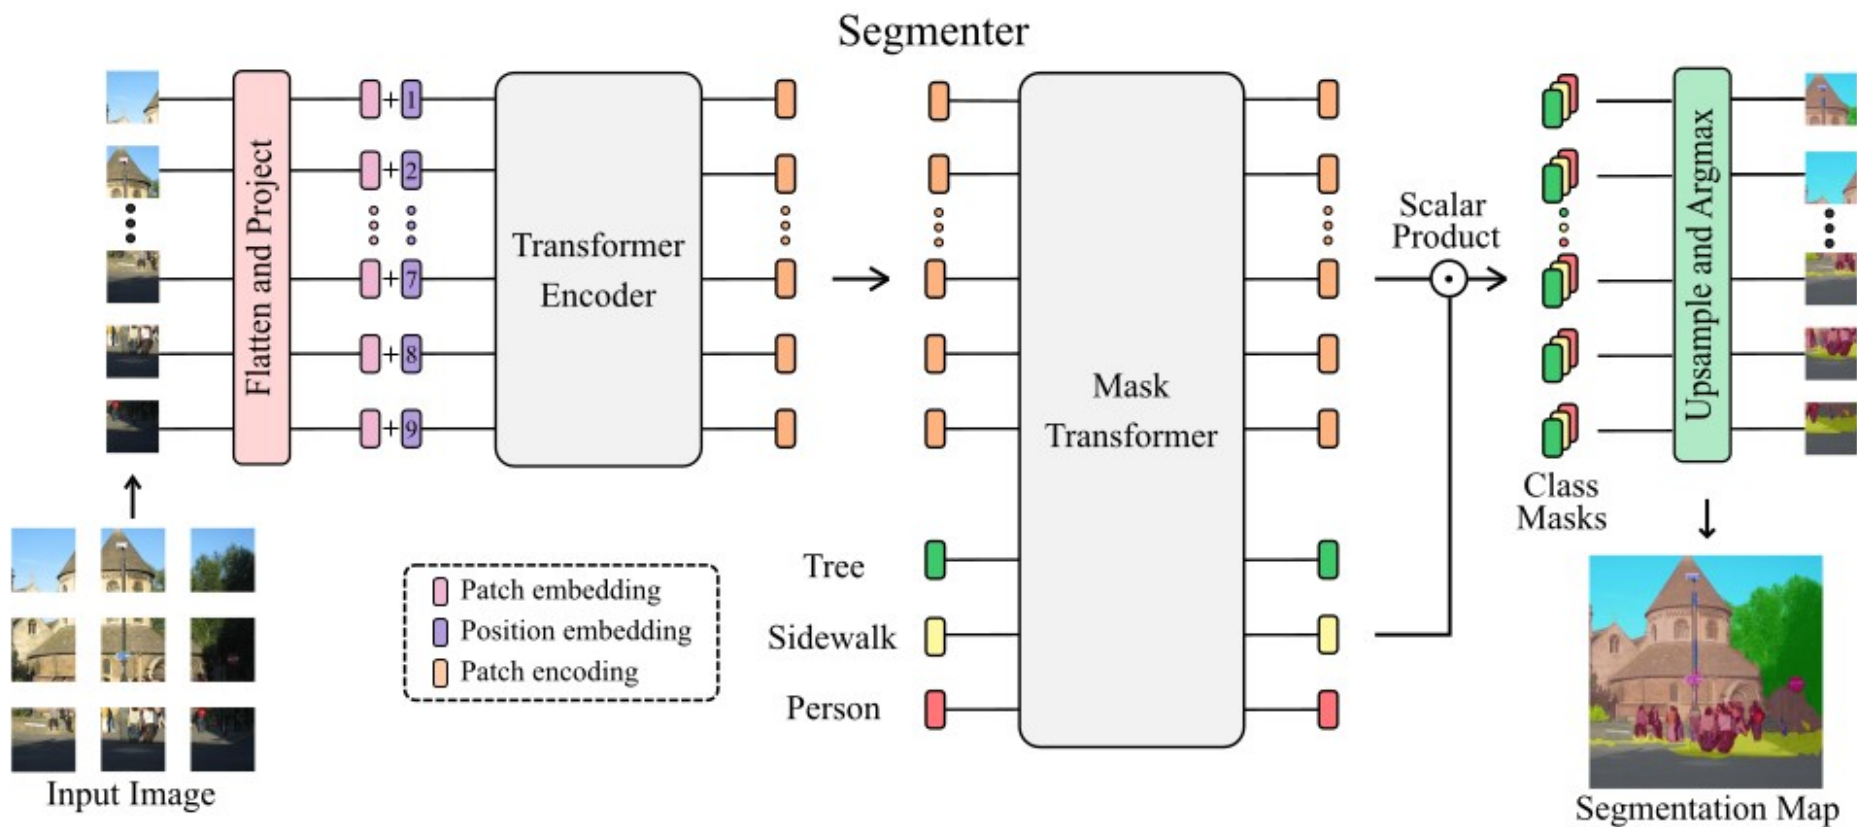 Segmenter
Flatten and Project
+ 1
+ 2
+ 7
+ 8
+ 9
Transformer
Encoder
Mask
Transformer
Scalar
Product
Upsample and Argmax
Class
Masks
Tree
Sidewalk
Person
Patch embedding
Position embedding
Patch encoding
Input Image
Segmentation Map